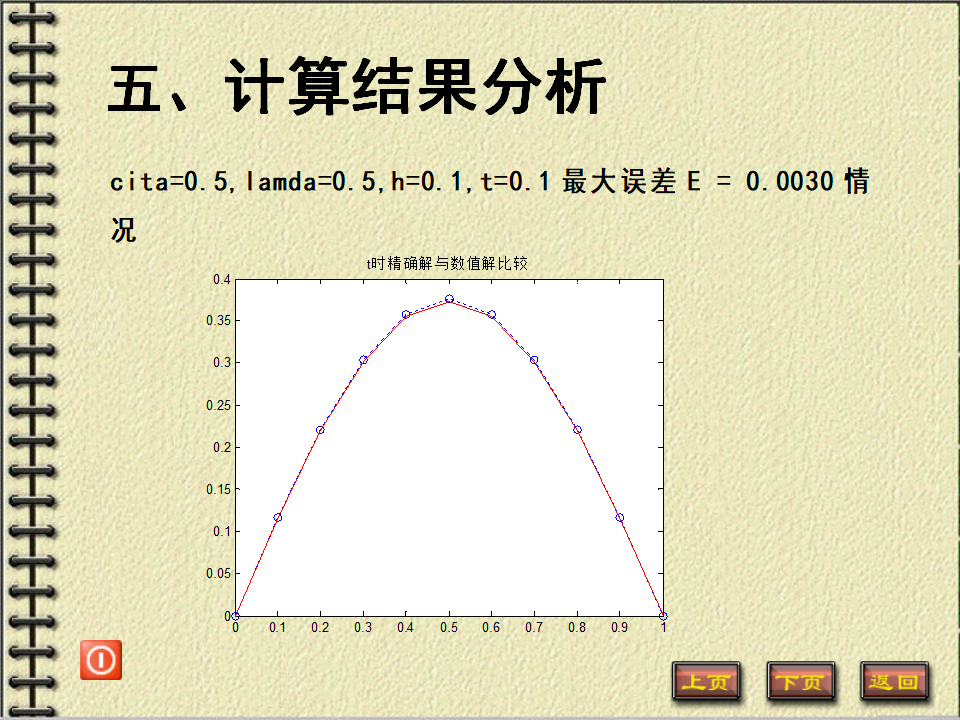 五、计算结果分析
cita=0.5,lamda=0.5,h=0.1,t=0.1 最大误差 E = 0.0030 情
况
t时精确解与数值解比较
0.4
0.35
0.3
0.25
0.2
0.15
0.1
0.05
0
0 0.1 0.2 0.3 0.4 0.5 0.6 0.7 0.8 0.9 1
上页 下页 返回